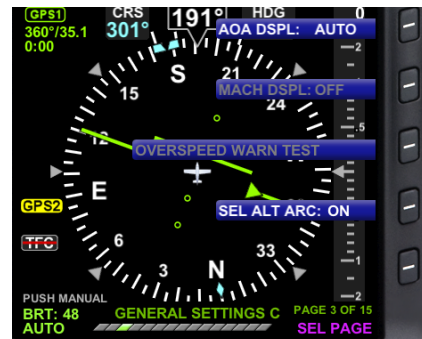 GPS1 CRS 191° HDG 0
360°/35.1 301° AOA DSPL: AUTO
0:00
2
S 21
15 MACH DSPL: OFF
24
.5
12
OVERSPEED WARN TEST
E
GPS2 SEL ALT ARC: ON
TFC
6 33
3 N
PUSH MANUAL 2
BRT: 48 GENERAL SETTINGS C PAGE 3 OF 15
AUTO SEL PAGE